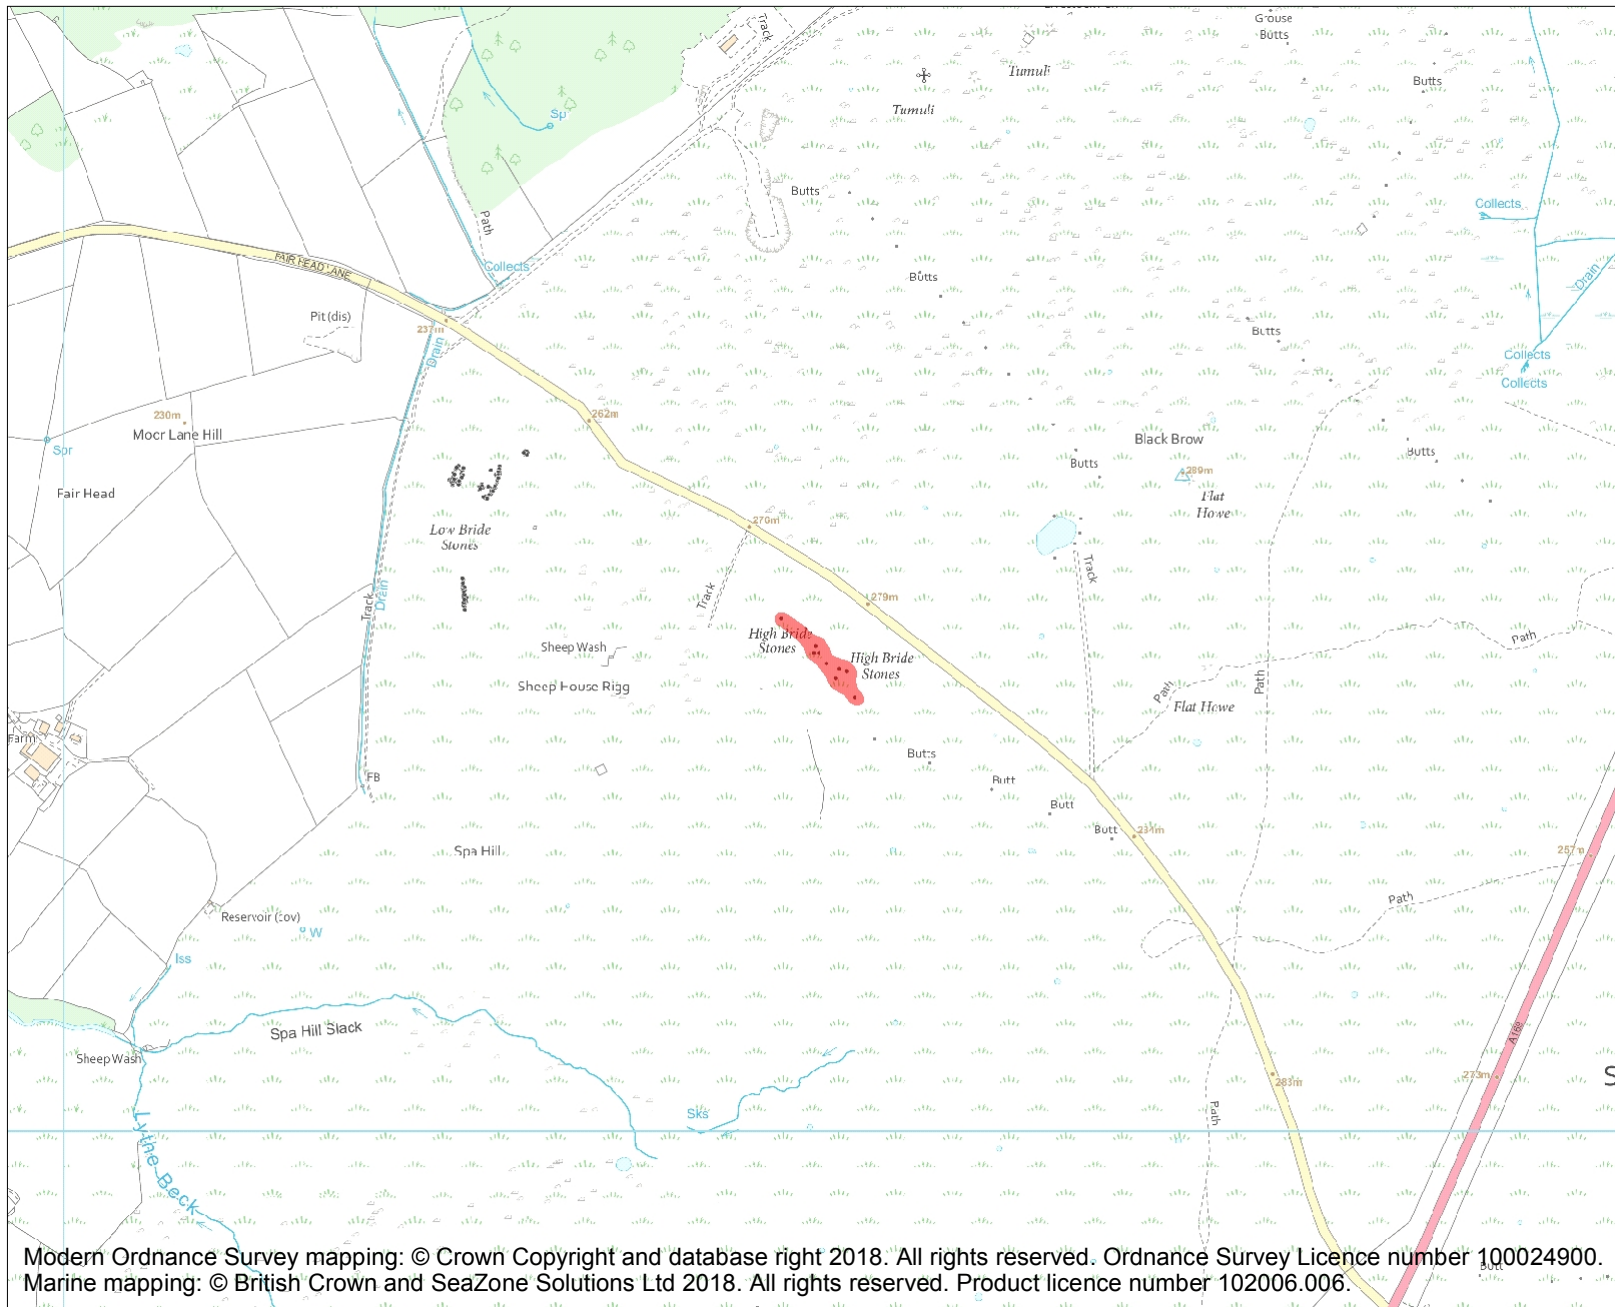 Grouse
Butts
Track
Tumuli
Butts
Tumuli
Sp
Butts
Collects
Path
FAIR HEAD LANE
Collects
Butts
Drain
Pit (dis)
237m
Drain
Butts
Collects
Collects
230m
Moor Lane Hill
262m
Spr
Fair Head
Black Brow
Butts
Butts
289m
Flat
Howe
270m
Low Bride
Stones
Track
Track
Drain
Track
279m
High Bride
Stones
High Bride
Stones
Sheep Wash
Sheep House Rigg
Path
Path
Path
Flat Howe
Farm
FB
Butts
Butt
Butt
Butt
Spa Hill
257m
Path
Reservoir (cov)
W
Iss
Spa Hill Slack
Sheep Wash
A169
273m
S
283m
Sks
Path
Lythe Beck
Butt
Modern Ordnance Survey mapping: © Crown Copyright and database right 2018. All rights reserved. Ordnance Survey Licence number 100024900.
Marine mapping: © British Crown and SeaZone Solutions Ltd 2018. All rights reserved. Product licence number 102006.006.